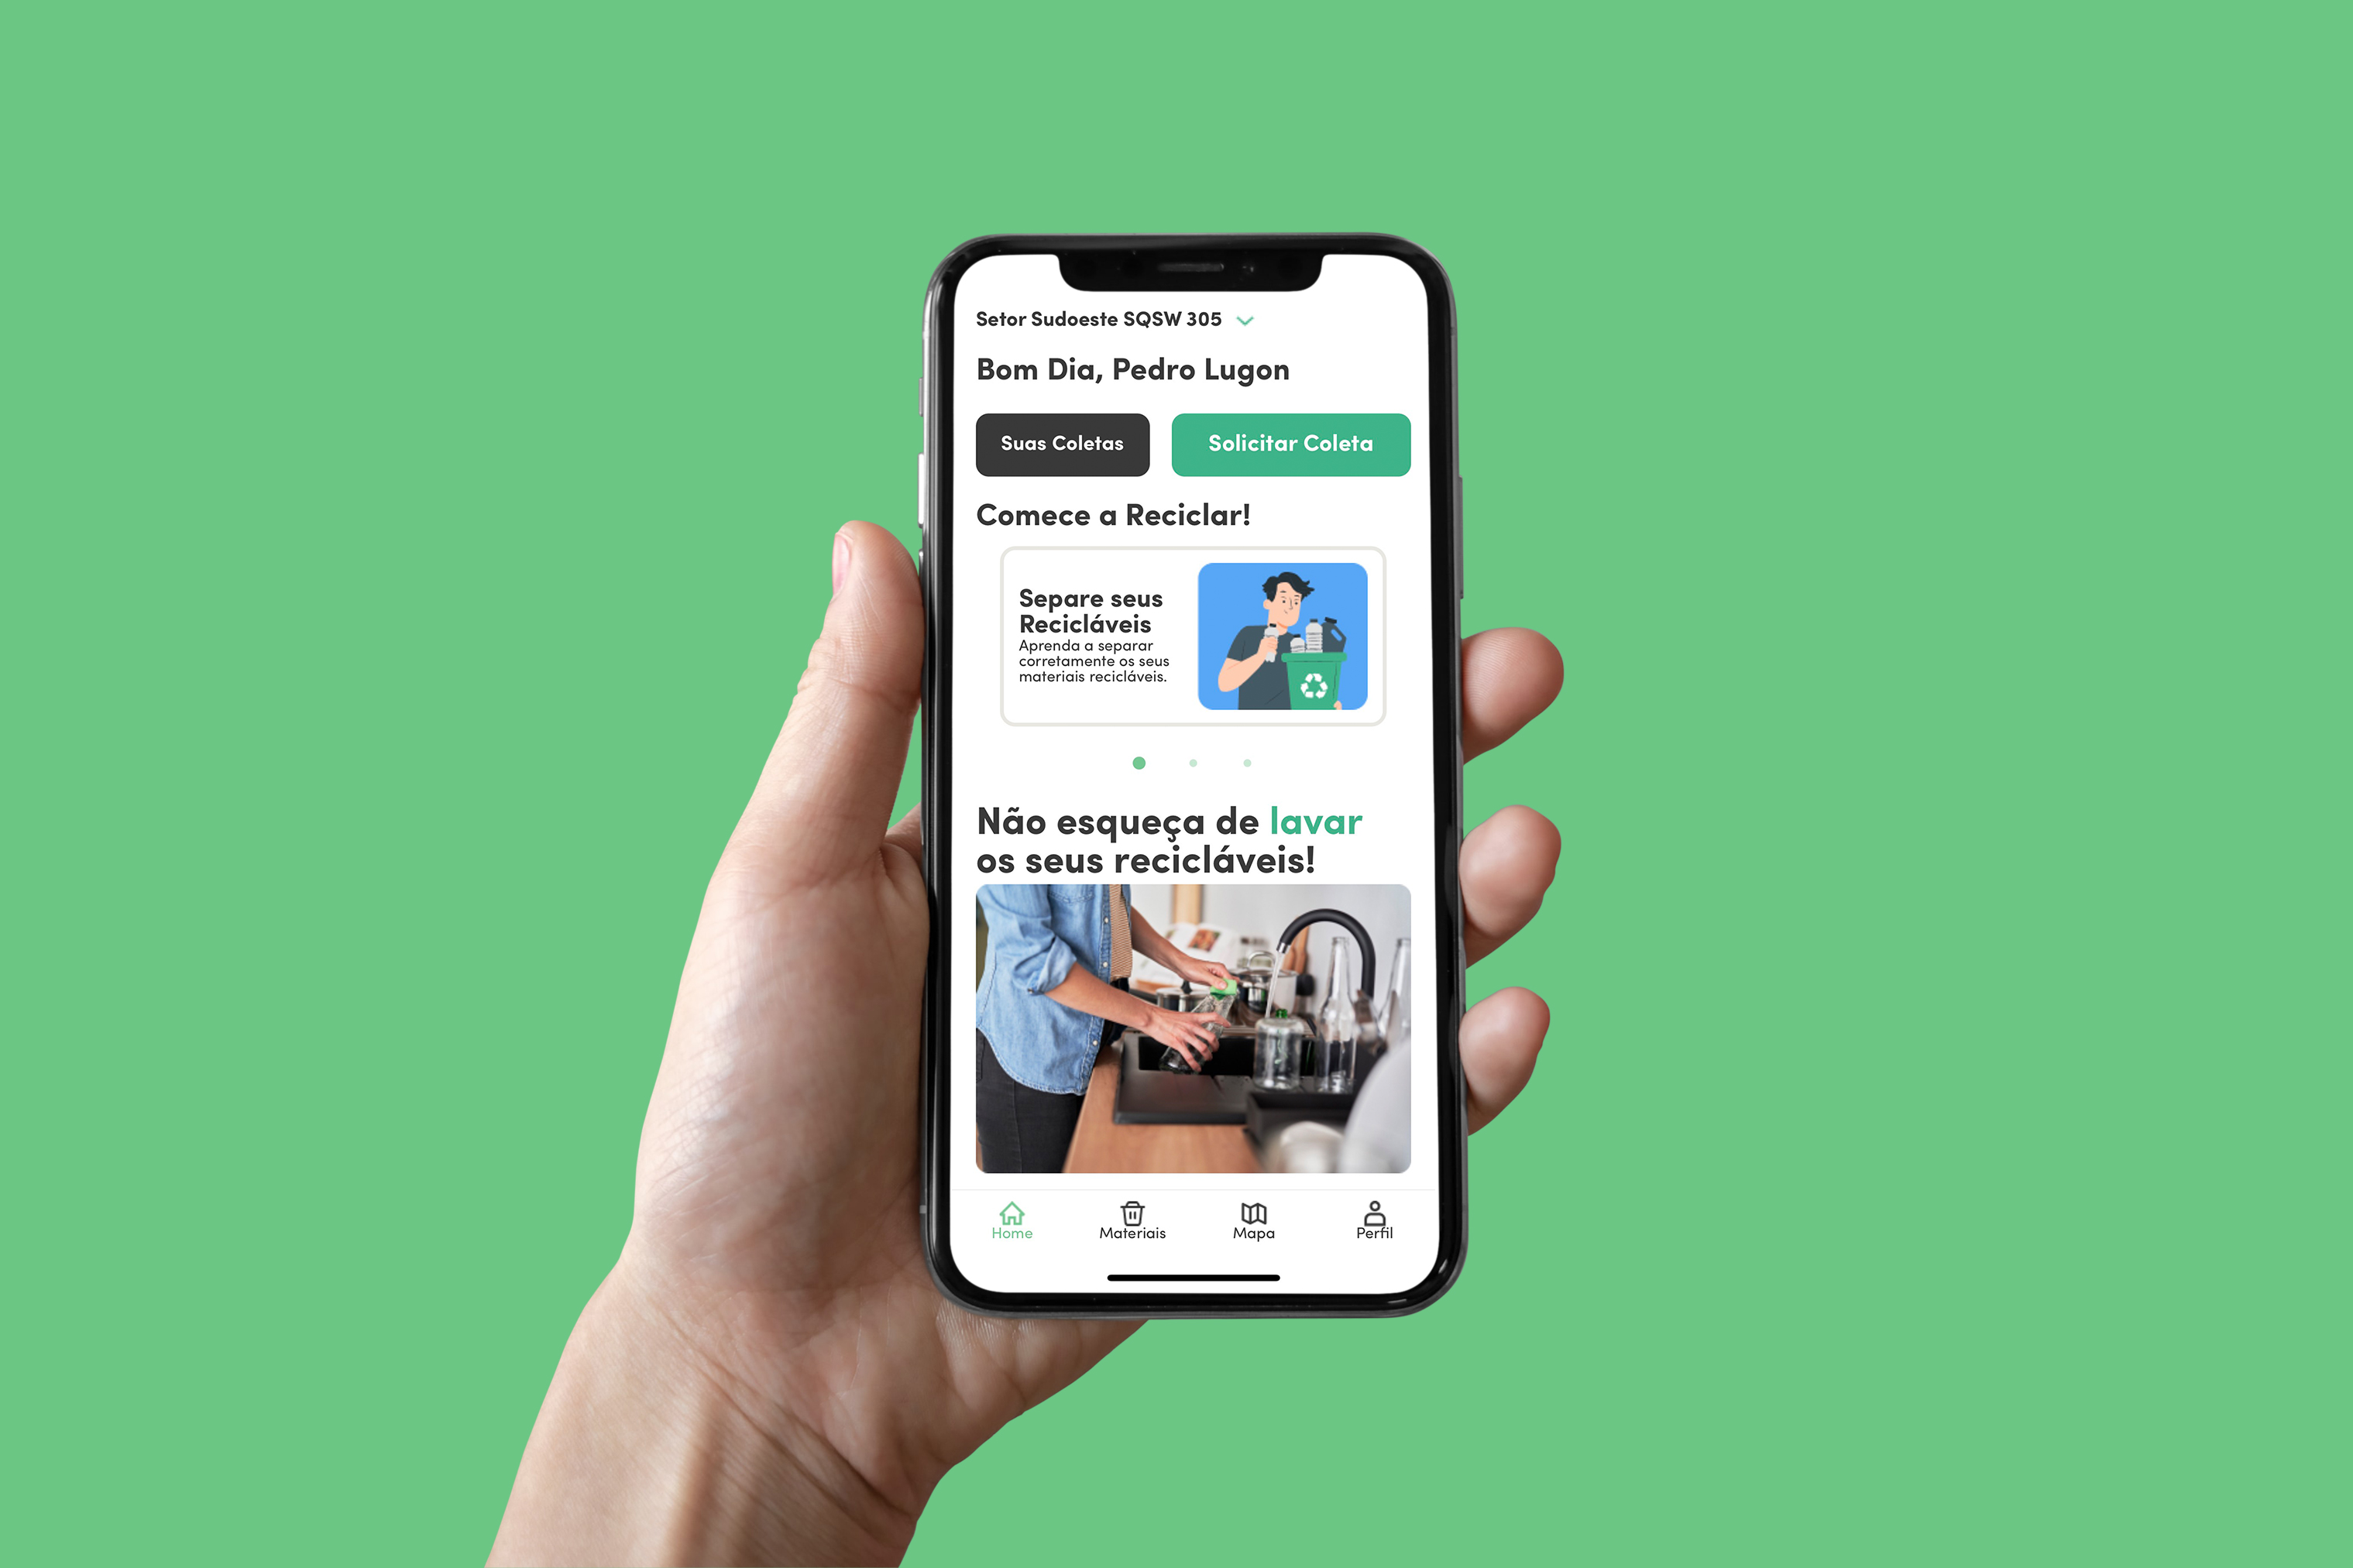 Setor Sudoeste SQSW 305
Bom Dia, Pedro Lugon
Suas Coletas
Solicitar Coleta
Comece a Reciclar!
Separe seus
Recicláveis
Aprenda a separar
corretamente os seus
materiais recicláveis.
Não esqueça de lavar
os seus recicláveis!
Home
Materiais
Mapa
Perfil